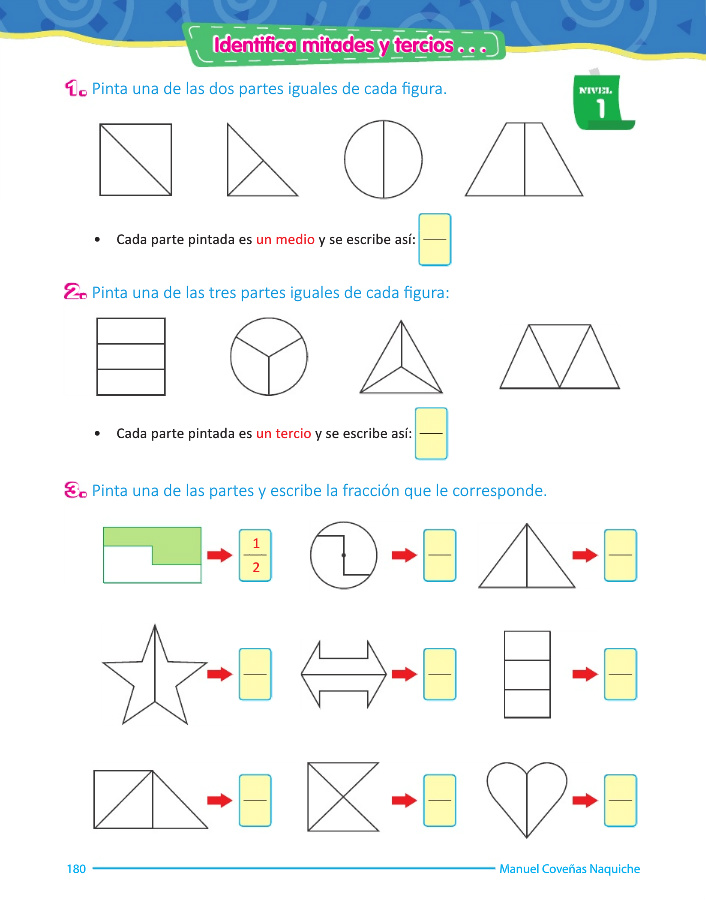 Identifica mitades y tercios . . .
NIVEL
1
1. Pinta una de las dos partes iguales de cada figura.
• Cada parte pintada es un medio y se escribe así:
2. Pinta una de las tres partes iguales de cada figura:
• Cada parte pintada es un tercio y se escribe así:
3. Pinta una de las partes y escribe la fracción que le corresponde.
1
2
180
Manuel Coveñas Naquiche